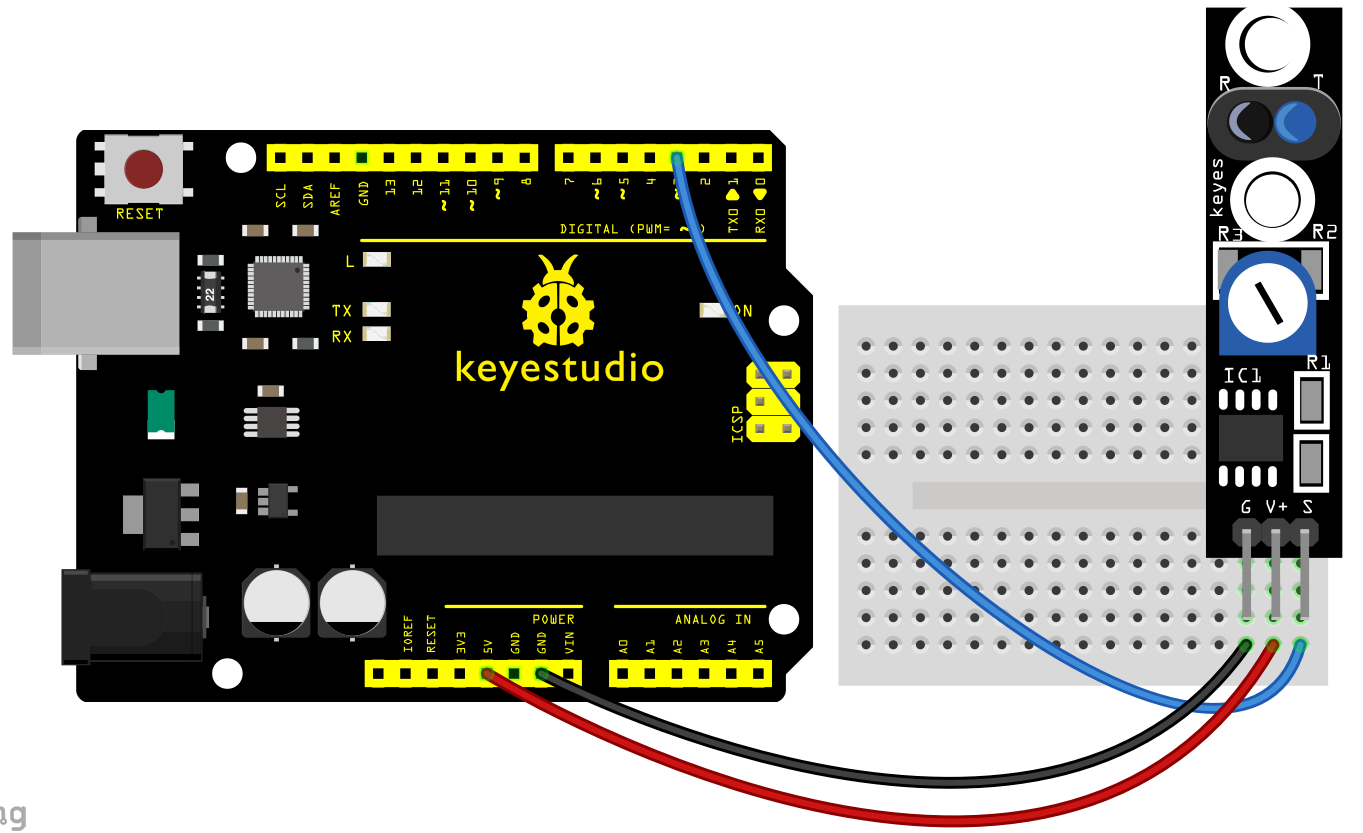 R T
keyes
R3 R2
R1
IC1
G V+ S
RESET
SCL SDA AREF GND 13 12 ~11 ~10 ~9 8
7 ~6 ~5 4 2 TX0▶1 RX0◀0
DIGITAL (PWM= ~)
L
TX
RX
ON
22
keyestudio
ICSP
POWER
ANALOG IN
IOREF RESET 3V3 5V GND GND VIN
A0 A1 A2 A3 A4 A5